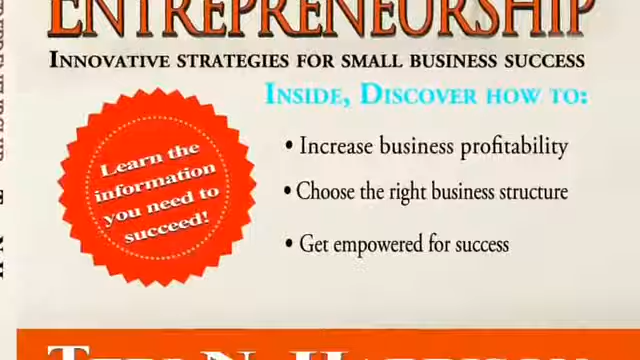 ENTREPRENEURSHIP
INNOVATIVE STRATEGIES FOR SMALL BUSINESS SUCCESS
INSIDE, DISCOVER HOW TO:
• Increase business profitability
• Choose the right business structure
• Get empowered for success
Learn the
information
you need to
succeed!